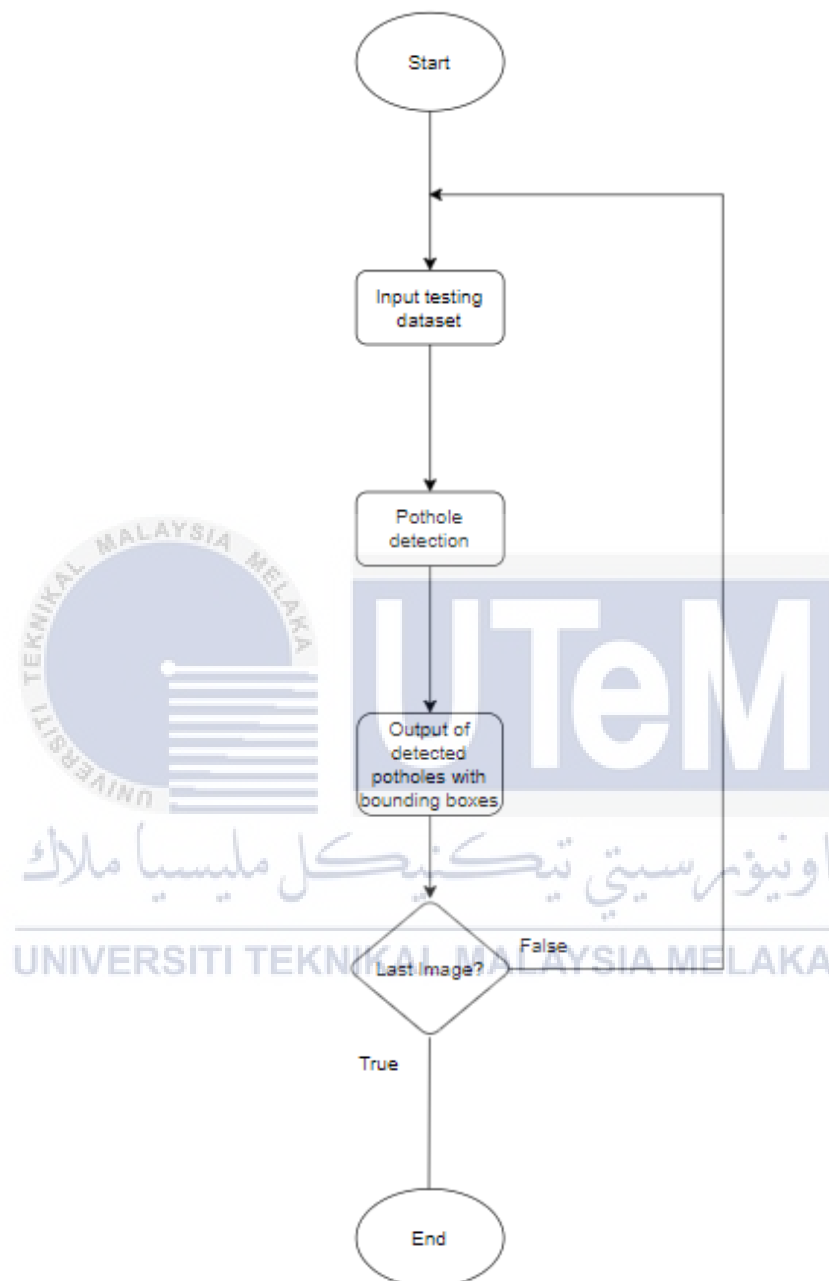 Start
Input testing
dataset
Pothole
detection
UNIVERSITI TEKNIKAL MALAYSIA MELAKA
UTeM
Output of
detected
potholes with
bounding boxes
اونيۏرسيتي تيكنيكل مليسيا ملاك
UNIVERSITI TEKNIKAL MALAYSIA MELAKA
Last Image?
False
True
End